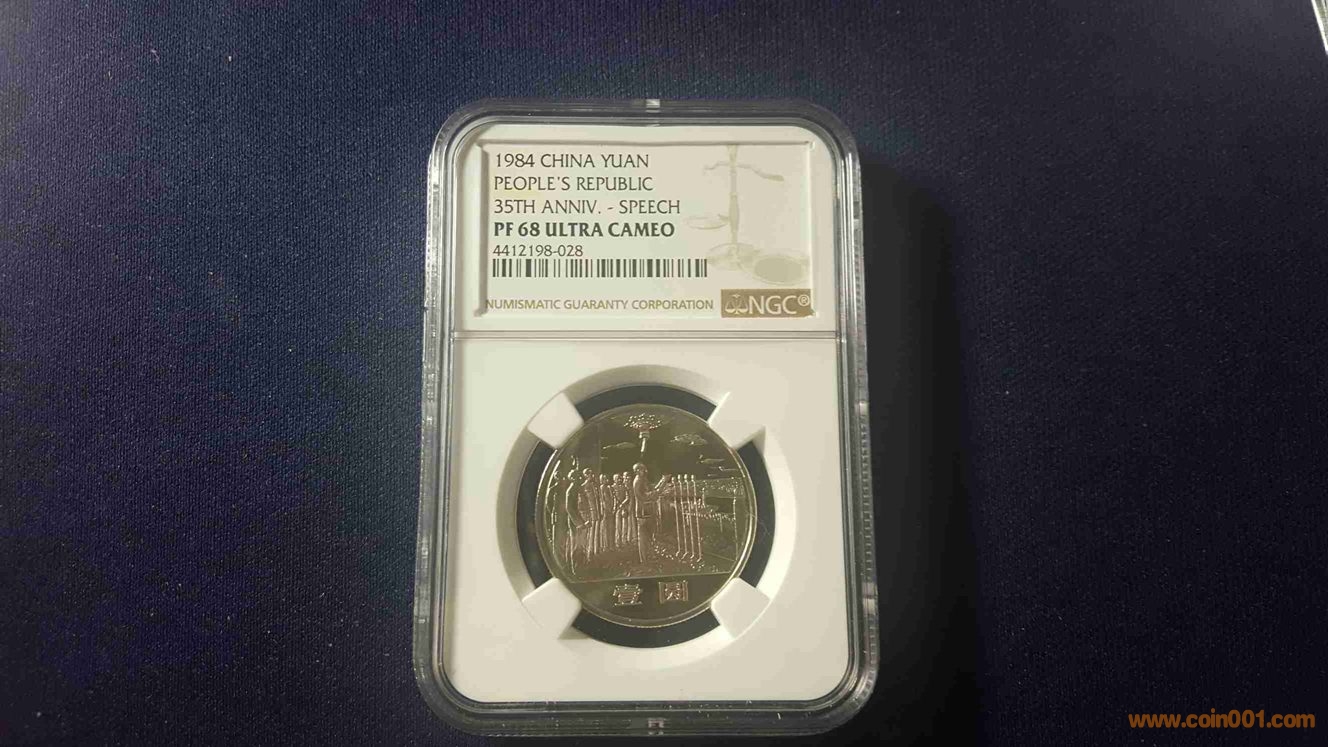 1984 CHINA YUAN
PEOPLE'S REPUBLIC
35TH ANNIV. - SPEECH
PF 68 ULTRA CAMEO
4412198-028
NUMISMATIC GUARANTY CORPORATION NGC®
壹圆
www.coin001.com